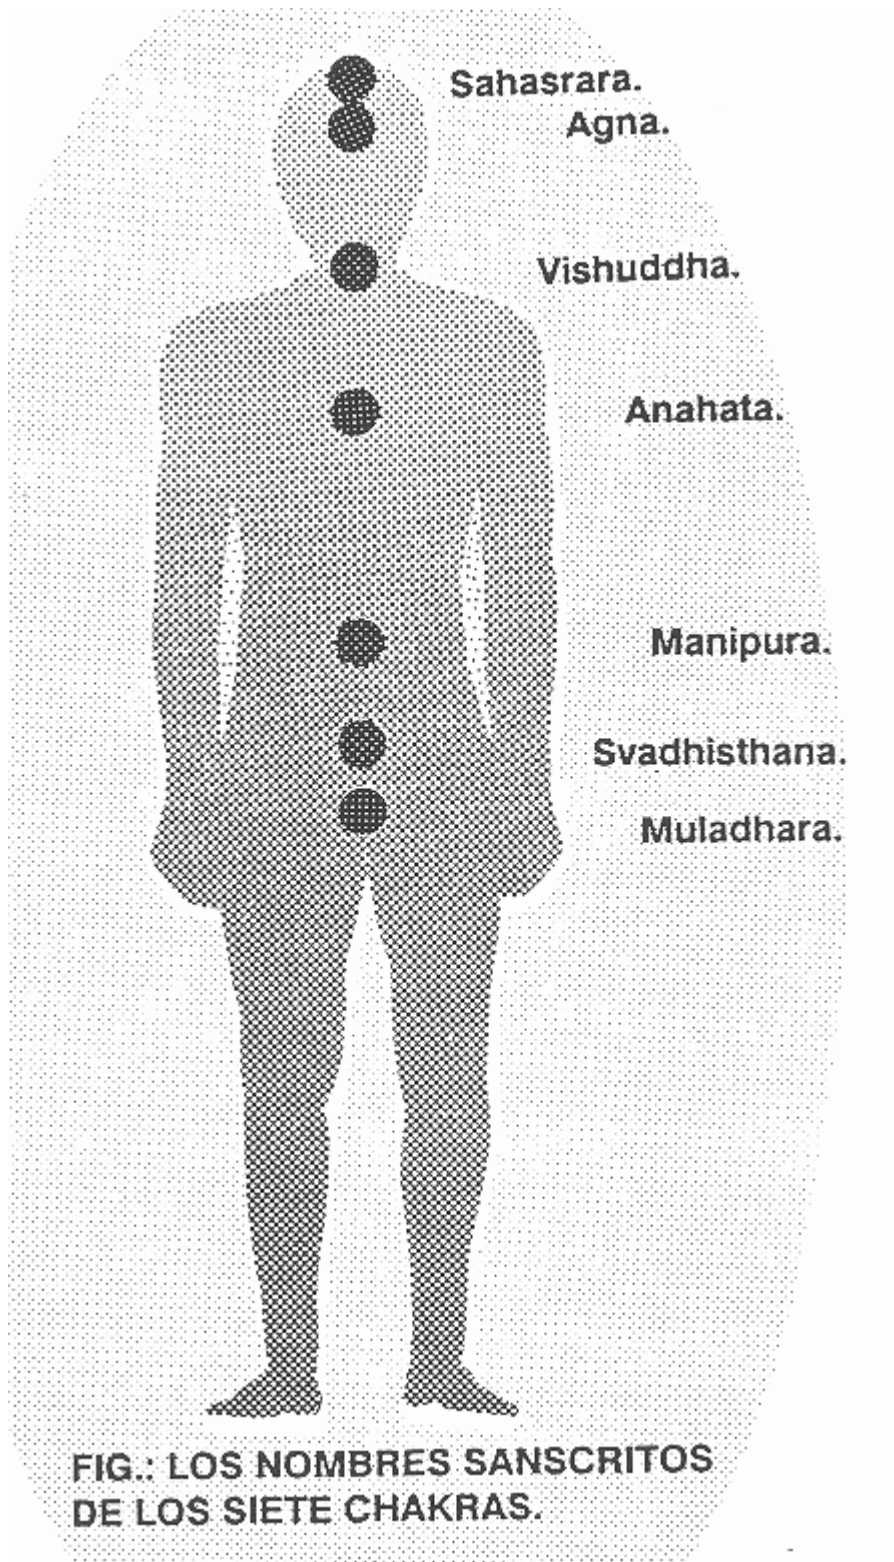 Sahasrara.
Agna.
Vishuddha.
Anahata.
Manipura.
Svadhisthana.
Muladhara.
FIG.: LOS NOMBRES SANSCRITOS
DE LOS SIETE CHAKRAS.